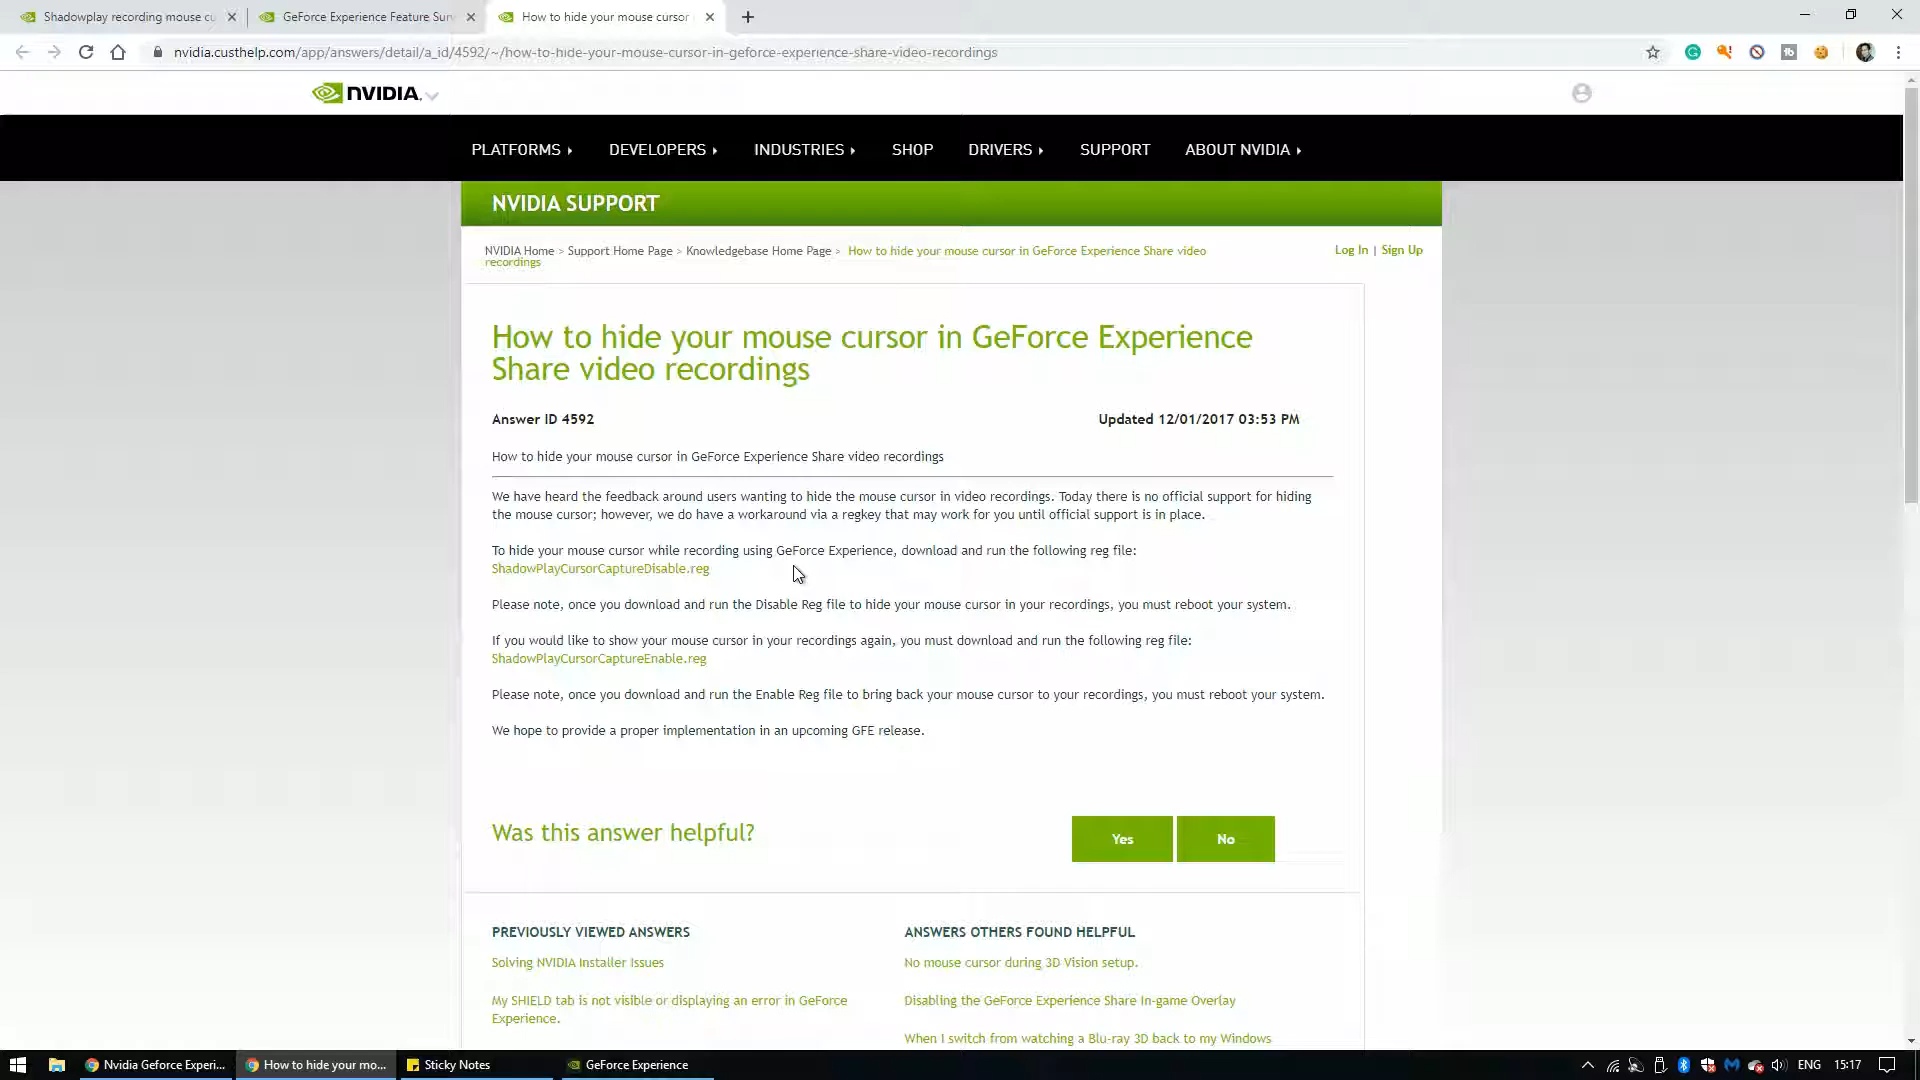 Shadowplay recording mouse cu
GeForce Experience Feature Sur
How to hide your mouse cursor
nvidia.custhelp.com/app/answers/detail/a_id/4592/~/how-to-hide-your-mouse-cursor-in-geforce-experience-share-video-recordings
NVIDIA.
PLATFORMS DEVELOPERS INDUSTRIES SHOP DRIVERS SUPPORT ABOUT NVIDIA
NVIDIA SUPPORT
NVIDIA Home > Support Home Page > Knowledgebase Home Page > How to hide your mouse cursor in GeForce Experience Share video
recordings
Log In | Sign Up
How to hide your mouse cursor in GeForce Experience
Share video recordings
Answer ID 4592
Updated 12/01/2017 03:53 PM
How to hide your mouse cursor in GeForce Experience Share video recordings
We have heard the feedback around users wanting to hide the mouse cursor in video recordings. Today there is no official support for hiding
the mouse cursor; however, we do have a workaround via a regkey that may work for you until official support is in place.
To hide your mouse cursor while recording using GeForce Experience, download and run the following reg file:
ShadowPlayCursorCaptureDisable.reg
Please note, once you download and run the Disable Reg file to hide your mouse cursor in your recordings, you must reboot your system.
If you would like to show your mouse cursor in your recordings again, you must download and run the following reg file:
ShadowPlayCursorCaptureEnable.reg
Please note, once you download and run the Enable Reg file to bring back your mouse cursor to your recordings, you must reboot your system.
We hope to provide a proper implementation in an upcoming GFE release.
Was this answer helpful?
Yes
No
PREVIOUSLY VIEWED ANSWERS
Solving NVIDIA Installer Issues
My SHIELD tab is not visible or displaying an error in GeForce
Experience.
ANSWERS OTHERS FOUND HELPFUL
No mouse cursor during 3D Vision setup.
Disabling the GeForce Experience Share In-game Overlay
When I switch from watching a Blu-ray 3D back to my Windows
Nvidia Geforce Experi...
How to hide your mo...
Sticky Notes
GeForce Experience
ENG
15:17